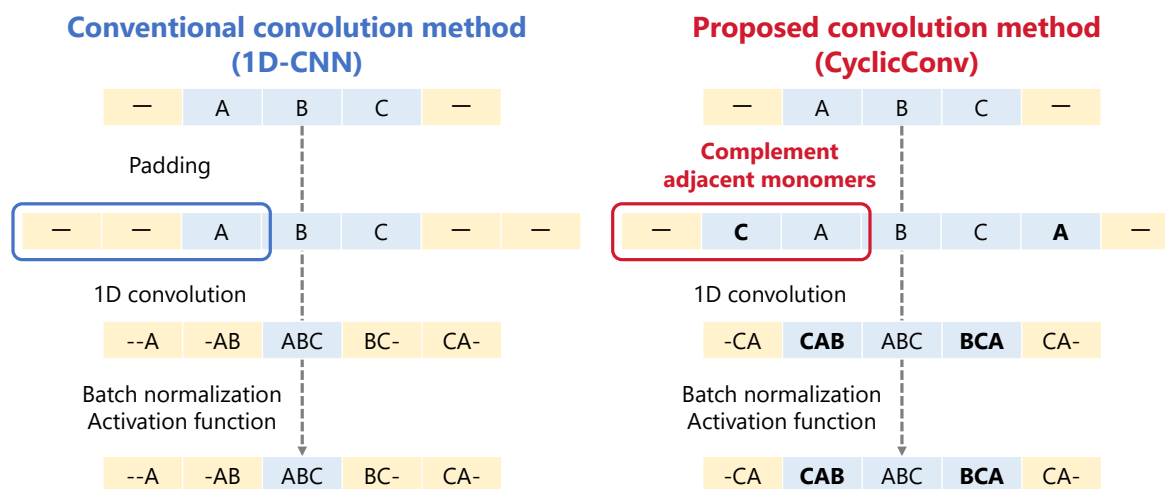 Conventional convolution method
(1D-CNN)
— A B C —
Padding
— — A B C — —
1D convolution
--A -AB ABC BC- CA-
Batch normalization
Activation function
--A -AB ABC BC- CA-
Proposed convolution method
(CyclicConv)
— A B C —
Complement
adjacent monomers
— C A B C A —
1D convolution
-CA CAB ABC BCA CA-
Batch normalization
Activation function
-CA CAB ABC BCA CA-